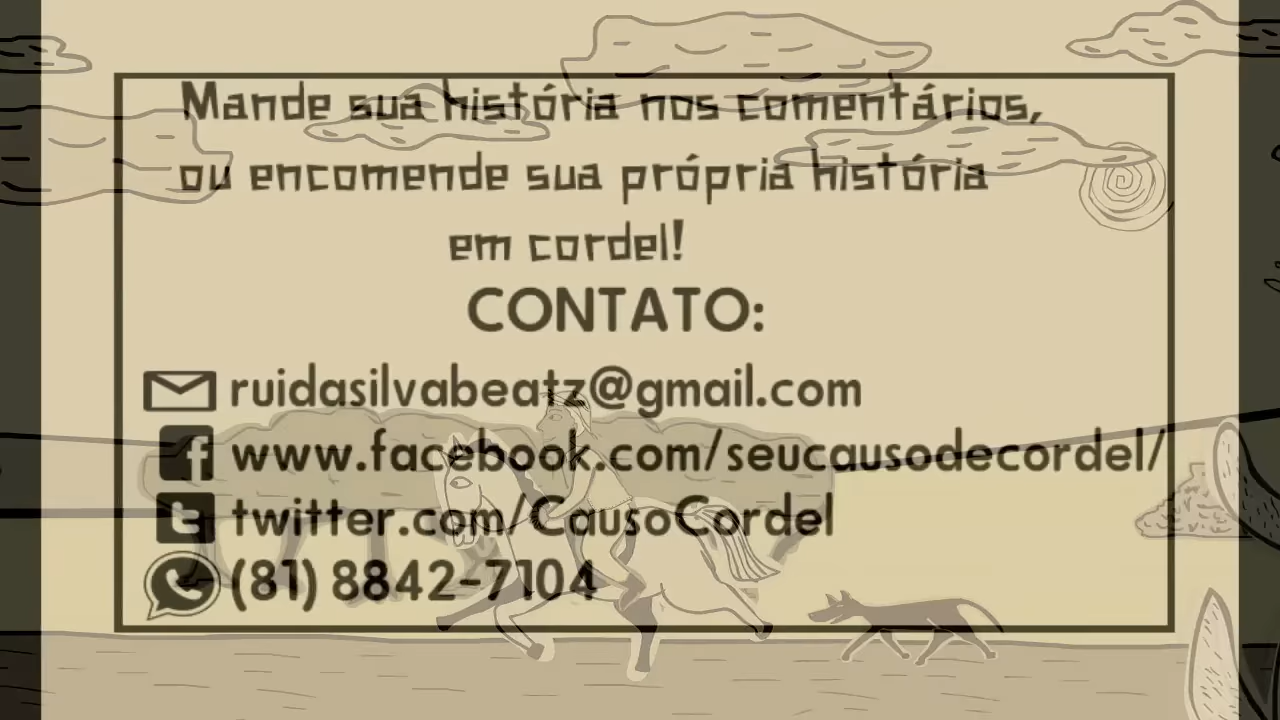 Mande sua história nos comentários,
ou encomende sua própria história
em cordel!
CONTATO:
ruidasilvabeatz@gmail.com
www.facebook.com/seucausodecordel/
twitter.com/CausoCordel
(81) 8842-7104